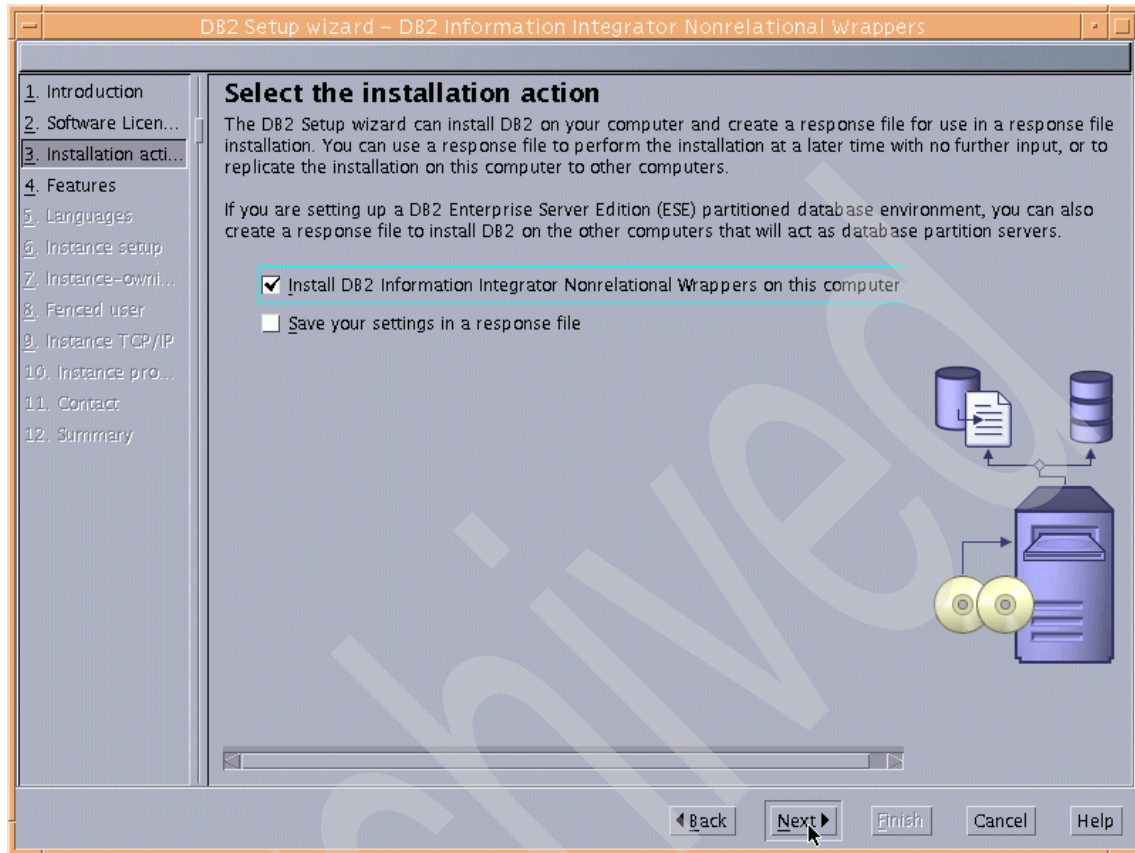 DB2 Setup wizard – DB2 Information Integrator Nonrelational Wrappers
1. Introduction
2. Software Licen...
3. Installation acti...
4. Features
5. Languages
6. Instance setup
7. Instance-owni...
8. Fenced user
9. Instance TCP/IP
10. Instance pro...
11. Contact
12. Summary
Select the installation action
The DB2 Setup wizard can install DB2 on your computer and create a response file for use in a response file
installation. You can use a response file to perform the installation at a later time with no further input, or to
replicate the installation on this computer to other computers.
If you are setting up a DB2 Enterprise Server Edition (ESE) partitioned database environment, you can also
create a response file to install DB2 on the other computers that will act as database partition servers.
Install DB2 Information Integrator Nonrelational Wrappers on this computer
Save your settings in a response file
Back Next Finish Cancel Help
hived